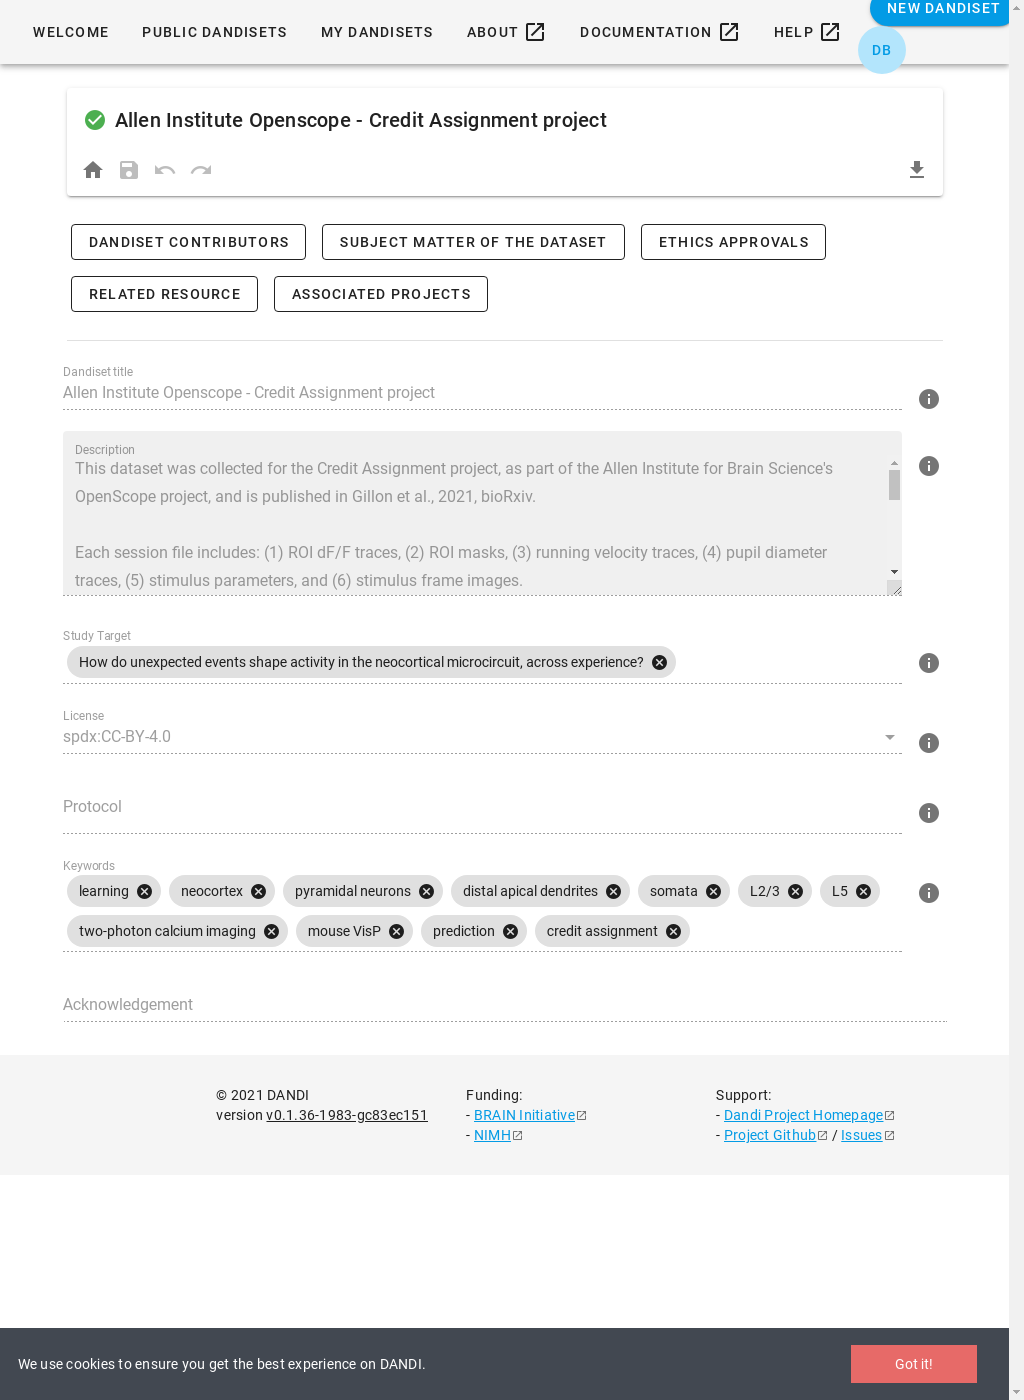 WELCOME PUBLIC DANDISETS MY DANDISETS ABOUT DOCUMENTATION HELP NEW DANDISET
DB
Allen Institute Openscope - Credit Assignment project
DANDISET CONTRIBUTORS SUBJECT MATTER OF THE DATASET ETHICS APPROVALS
RELATED RESOURCE ASSOCIATED PROJECTS
Dandiset title
Allen Institute Openscope - Credit Assignment project
Description
This dataset was collected for the Credit Assignment project, as part of the Allen Institute for Brain Science's
OpenScope project, and is published in Gillon et al., 2021, bioRxiv.
Each session file includes: (1) ROI dF/F traces, (2) ROI masks, (3) running velocity traces, (4) pupil diameter
traces, (5) stimulus parameters, and (6) stimulus frame images.
Study Target
How do unexpected events shape activity in the neocortical microcircuit, across experience?
License
spdx:CC-BY-4.0
Protocol
Keywords
learning neocortex pyramidal neurons distal apical dendrites somata L2/3 L5
two-photon calcium imaging mouse VisP prediction credit assignment
Acknowledgement
© 2021 DANDI Funding: Support:
version v0.1.36-1983-gc83ec151 - BRAIN Initiative - Dandi Project Homepage
- NIMH - Project Github / Issues
We use cookies to ensure you get the best experience on DANDI. Got it!